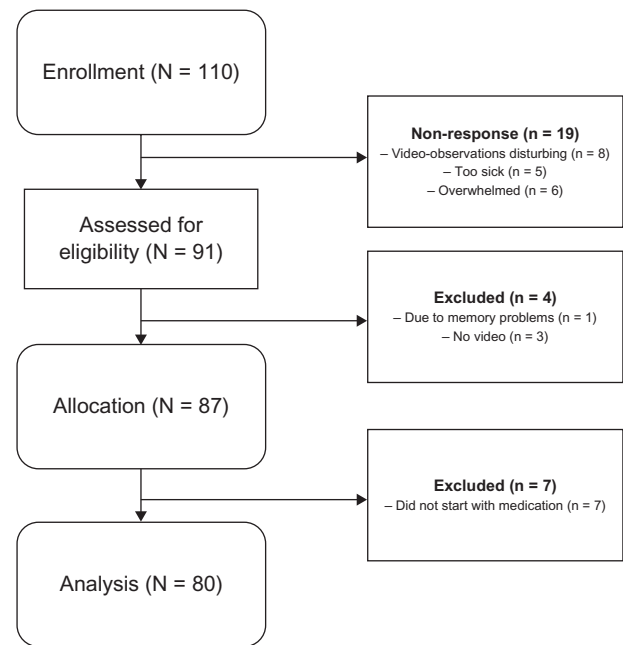 Enrollment (N = 110)
Non-response (n = 19)
– Video-observations disturbing (n = 8)
– Too sick (n = 5)
– Overwhelmed (n = 6)
Assessed for
eligibility (N = 91)
Excluded (n = 4)
– Due to memory problems (n = 1)
– No video (n = 3)
Allocation (N = 87)
Excluded (n = 7)
– Did not start with medication (n = 7)
Analysis (N = 80)